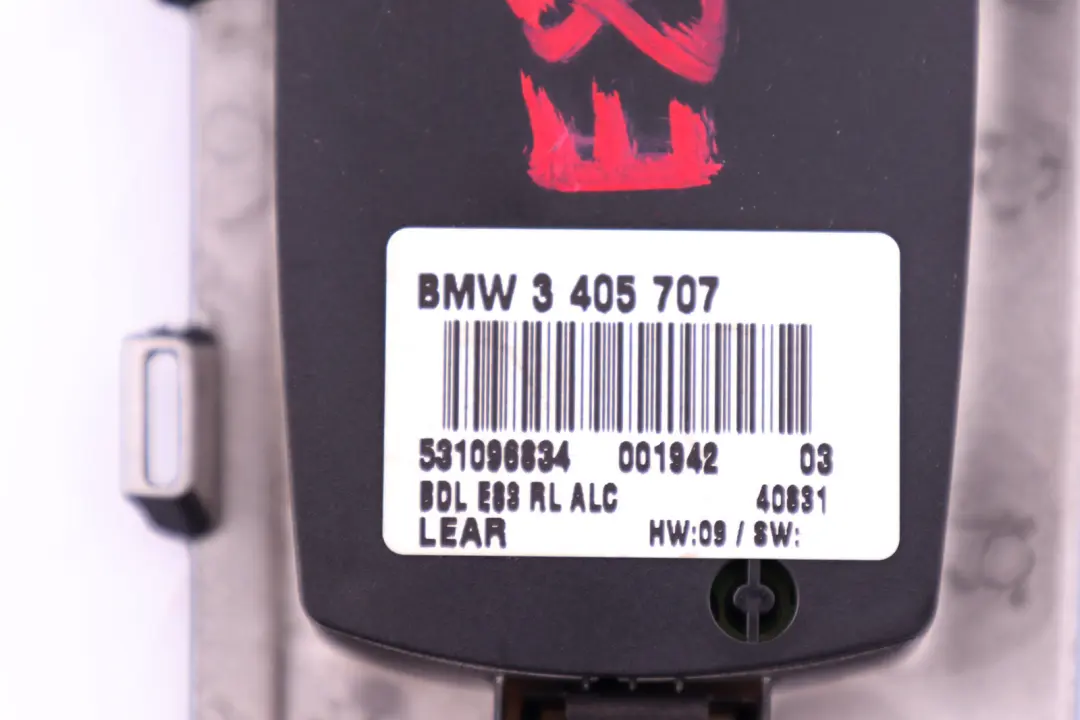 BMW 3 405 707
531096834 001942 03
BDL E83 RL ALC 40831
LEAR HW:09 / SW: